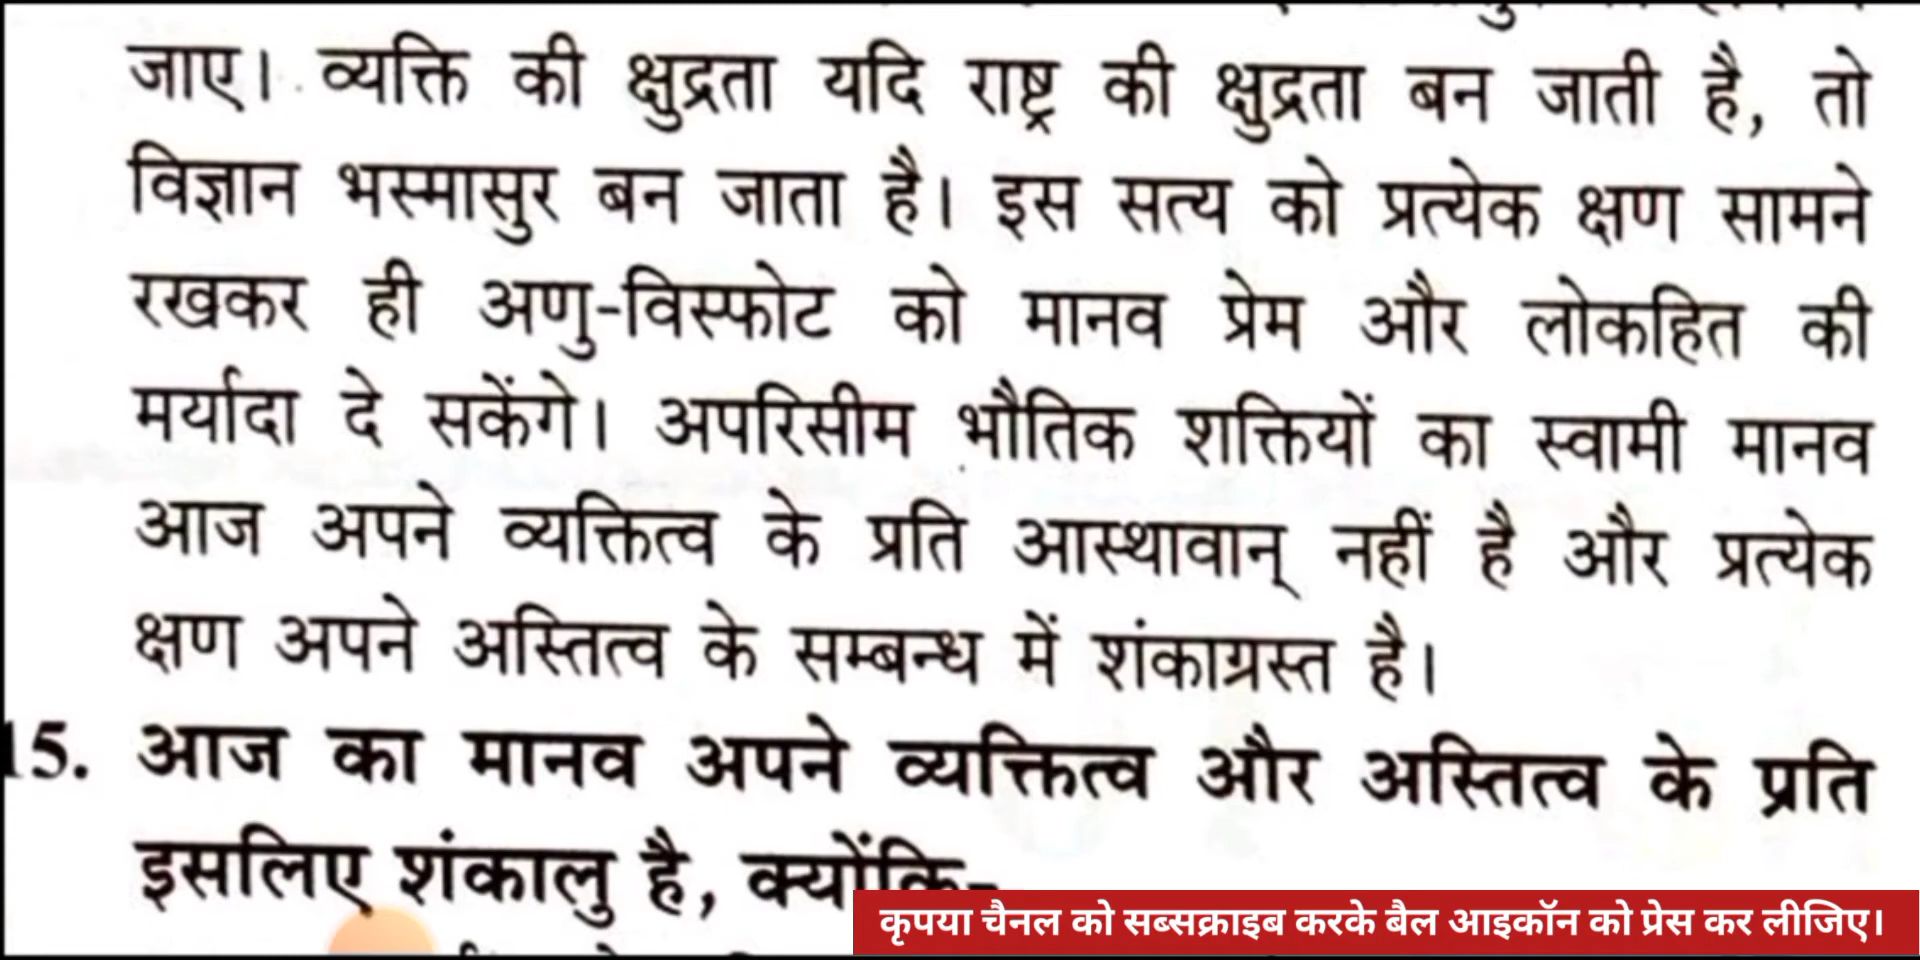 जाए। व्यक्ति की क्षुद्रता यदि राष्ट्र की क्षुद्रता बन जाती है, तो
विज्ञान भस्मासुर बन जाता है। इस सत्य को प्रत्येक क्षण सामने
रखकर ही अणु-विस्फोट को मानव प्रेम और लोकहित की
मर्यादा दे सकेंगे। अपरिसीम भौतिक शक्तियों का स्वामी मानव
आज अपने व्यक्तित्व के प्रति आस्थावान् नहीं है और प्रत्येक
क्षण अपने अस्तित्व के सम्बन्ध में शंकाग्रस्त है।
15. आज का मानव अपने व्यक्तित्व और अस्तित्व के प्रति
इसलिए शंकालु है, क्योंकि-
कृपया चैनल को सब्सक्राइब करके बैल आइकॉन को प्रेस कर लीजिए।